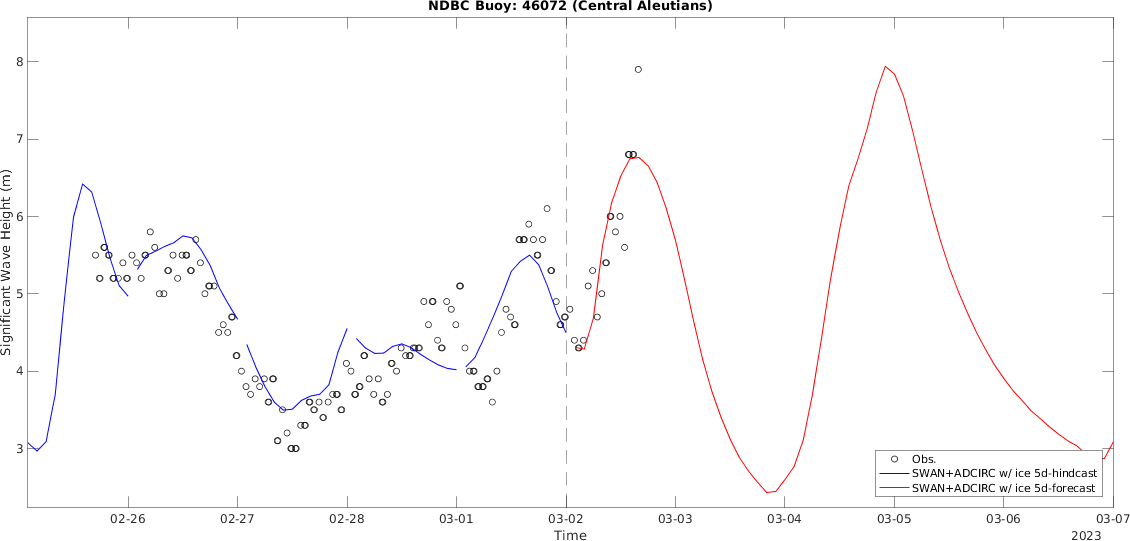 NDBC Buoy: 46072 (Central Aleutians)
Significant Wave Height (m)
8
7
6
5
4
3
Obs.
SWAN+ADCIRC w/ ice 5d-hindcast
SWAN+ADCIRC w/ ice 5d-forecast
02-26 02-27 02-28 03-01 03-02 03-03 03-04 03-05 03-06 03-07
Time
2023